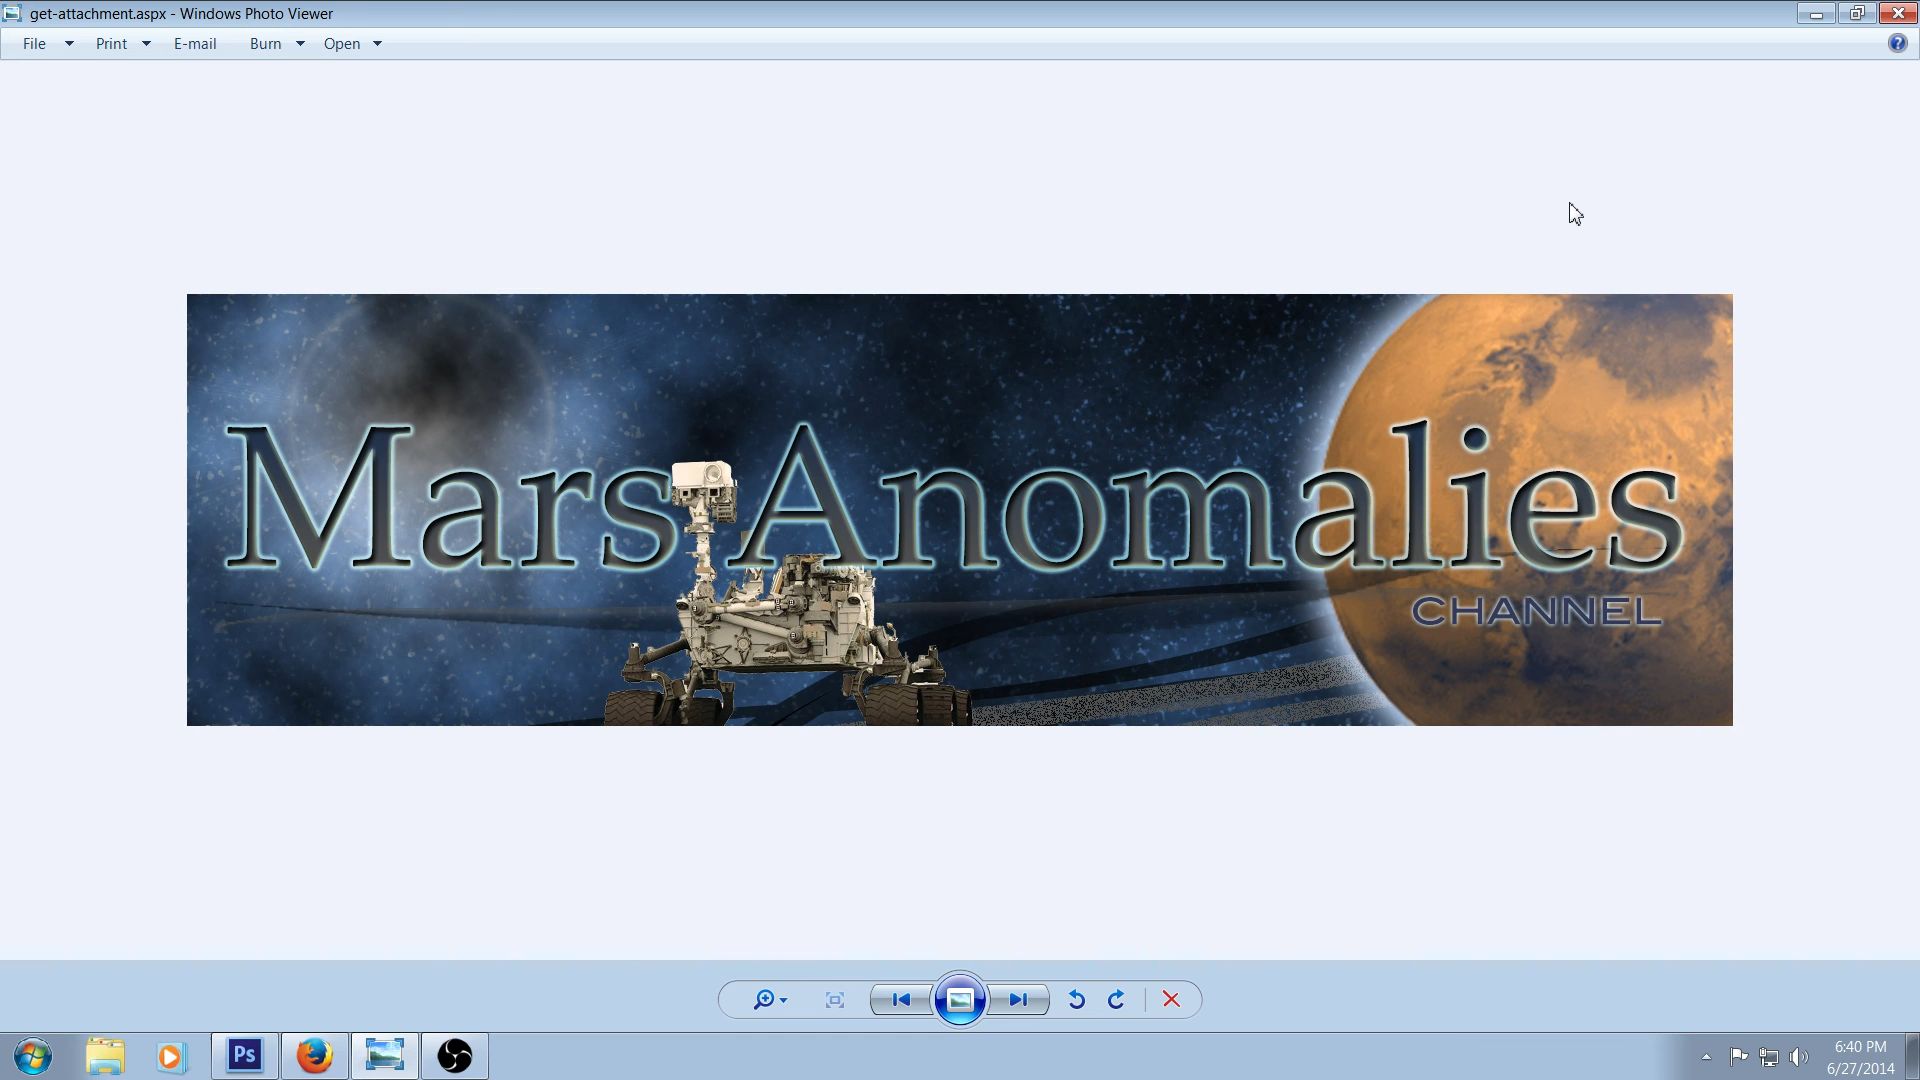 get-attachment.aspx - Windows Photo Viewer
File Print E-mail Burn Open
Mars Anomalies
CHANNEL
Ps
6:40 PM
6/27/2014